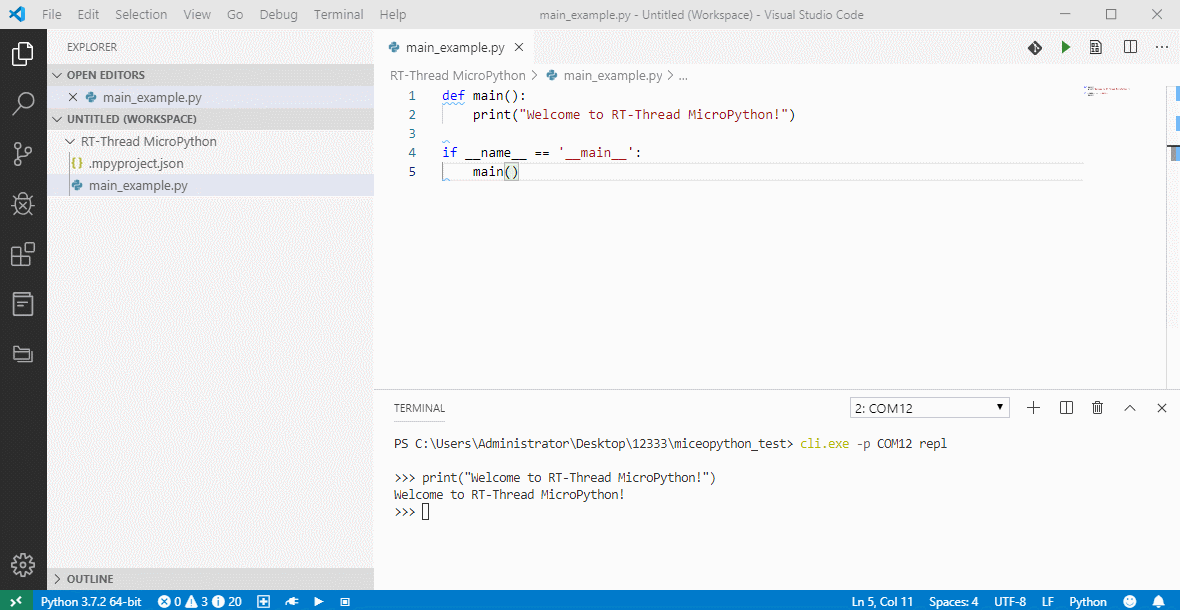 File Edit Selection View Go Debug Terminal Help
main_example.py - Untitled (Workspace) - Visual Studio Code
EXPLORER
OPEN EDITORS
main_example.py
UNTITLED (WORKSPACE)
RT-Thread MicroPython
{} .mpyproject.json
main_example.py
OUTLINE
main_example.py
RT-Thread MicroPython > main_example.py > ...
1 def main():
2 print("Welcome to RT-Thread MicroPython!")
3
4 if __name__ == '__main__':
5 main()
TERMINAL
2: COM12
PS C:\Users\Administrator\Desktop\12333\miceopython_test> cli.exe -p COM12 repl
>>> print("Welcome to RT-Thread MicroPython!")
Welcome to RT-Thread MicroPython!
>>>
Python 3.7.2 64-bit 0 3 20
Ln 5, Col 11 Spaces: 4 UTF-8 LF Python